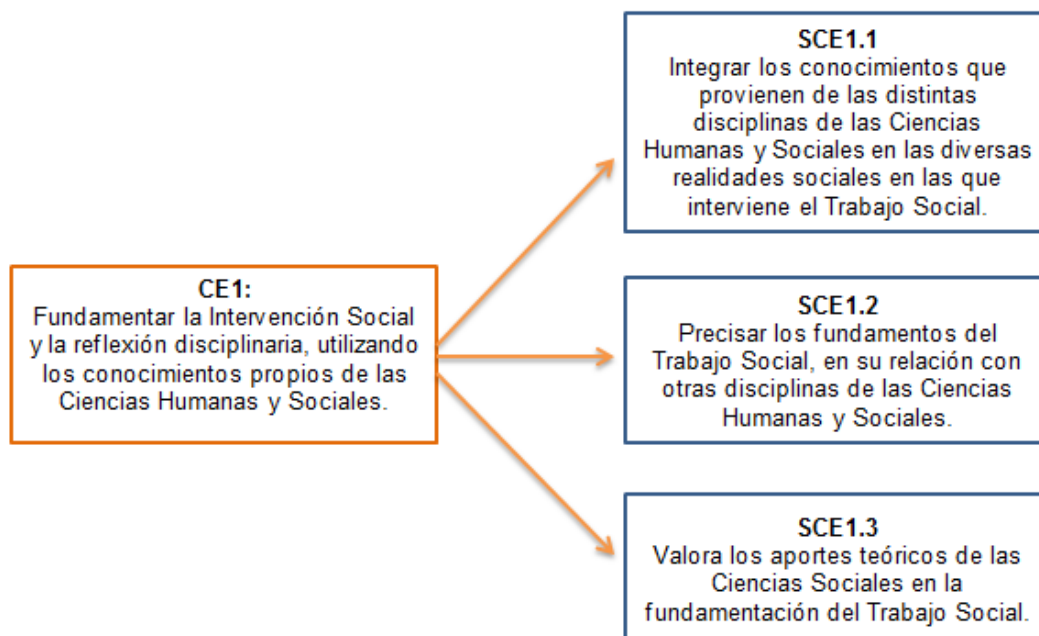 CE1:
Fundamentar la Intervención Social
y la reflexión disciplinaria, utilizando
los conocimientos propios de las
Ciencias Humanas y Sociales.
SCE1.1
Integrar los conocimientos que
provienen de las distintas
disciplinas de las Ciencias
Humanas y Sociales en las diversas
realidades sociales en las que
interviene el Trabajo Social.
SCE1.2
Precisar los fundamentos del
Trabajo Social, en su relación con
otras disciplinas de las Ciencias
Humanas y Sociales.
SCE1.3
Valora los aportes teóricos de las
Ciencias Sociales en la
fundamentación del Trabajo Social.